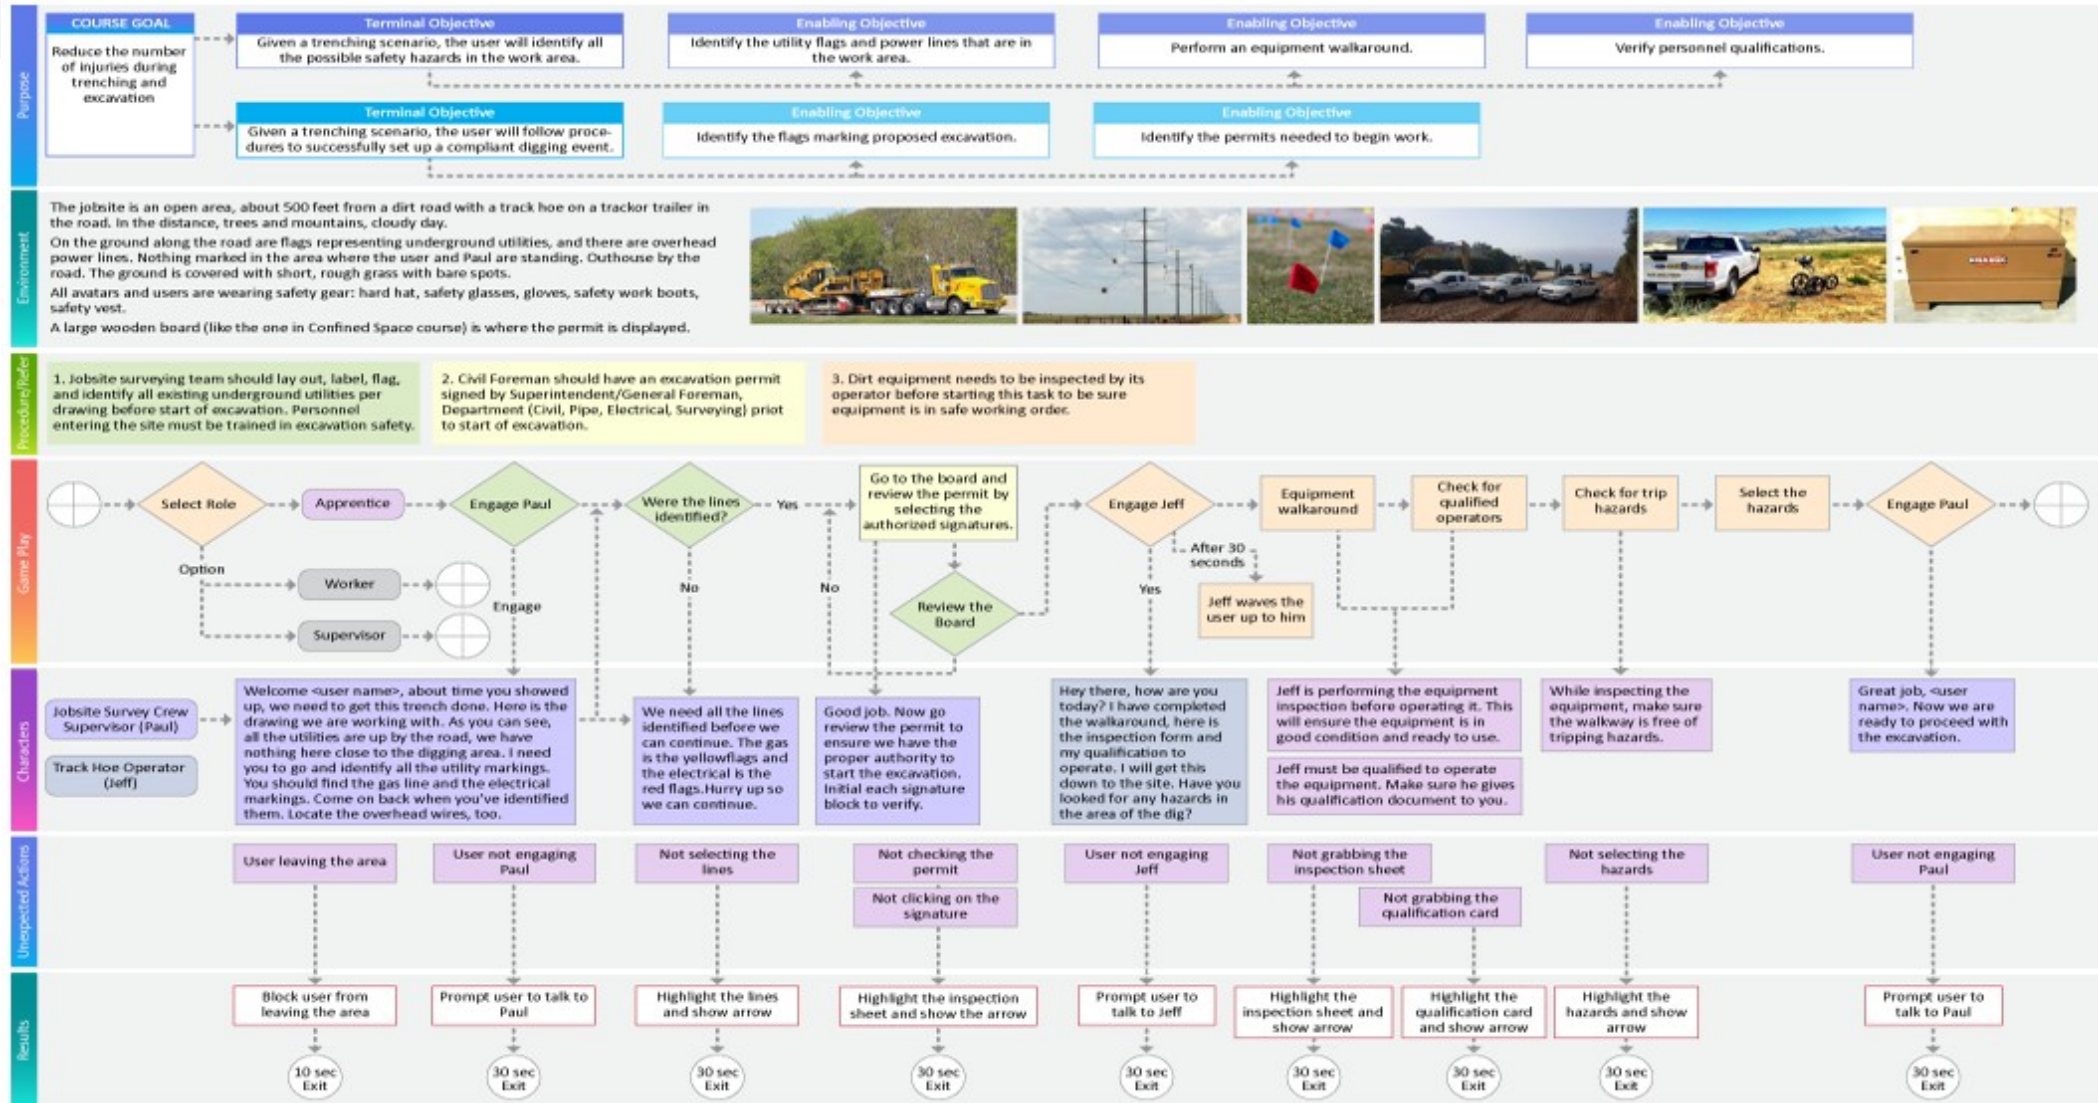 Purpose
COURSE GOAL
Reduce the number
of injuries during
trenching and
excavation
Terminal Objective
Given a trenching scenario, the user will identify all
the possible safety hazards in the work area.
Enabling Objective
Identify the utility flags and power lines that are in
the work area.
Enabling Objective
Perform an equipment walkaround.
Enabling Objective
Verify personnel qualifications.
Terminal Objective
Given a trenching scenario, the user will follow proce-
dures to successfully set up a compliant digging event.
Enabling Objective
Identify the flags marking proposed excavation.
Enabling Objective
Identify the permits needed to begin work.
Environment
The jobsite is an open area, about 500 feet from a dirt road with a track hoe on a trackor trailer in
the road. In the distance, trees and mountains, cloudy day.
On the ground along the road are flags representing underground utilities, and there are overhead
power lines. Nothing marked in the area where the user and Paul are standing. Outhouse by the
road. The ground is covered with short, rough grass with bare spots.
All avatars and users are wearing safety gear: hard hat, safety glasses, gloves, safety work boots,
safety vest.
A large wooden board (like the one in Confined Space course) is where the permit is displayed.
Procedure/Refer
1. Jobsite surveying team should lay out, label, flag,
and identify all existing underground utilities per
drawing before start of excavation. Personnel
entering the site must be trained in excavation safety.
2. Civil Foreman should have an excavation permit
signed by Superintendent/General Foreman,
Department (Civil, Pipe, Electrical, Surveying) priot
to start of excavation.
3. Dirt equipment needs to be inspected by its
operator before starting this task to be sure
equipment is in safe working order.
Game Play
Select Role
Apprentice
Engage Paul
Were the lines
identified?
Yes
Go to the board and
review the permit by
selecting the
authorized signatures.
Engage Jeff
Equipment
walkaround
Check for
qualified
operators
Check for trip
hazards
Select the
hazards
Engage Paul
Option
Worker
Supervisor
Engage
No
No
Review the
Board
After 30
seconds
Yes
Jeff waves the
user up to him
Characters
Jobsite Survey Crew
Supervisor (Paul)
Track Hoe Operator
(Jeff)
Welcome <user name>, about time you showed
up, we need to get this trench done. Here is the
drawing we are working with. As you can see,
all the utilities are up by the road, we have
nothing here close to the digging area. I need
you to go and identify all the utility markings.
You should find the gas line and the electrical
markings. Come on back when you've identified
them. Locate the overhead wires, too.
We need all the lines
identified before we
can continue. The gas
is the yellowflags and
the electrical is the
red flags.Hurry up so
we can continue.
Good job. Now go
review the permit to
ensure we have the
proper authority to
start the excavation.
Initial each signature
block to verify.
Hey there, how are you
today? I have completed
the walkaround, here is
the inspection form and
my qualification to
operate. I will get this
down to the site. Have you
looked for any hazards in
the area of the dig?
Jeff is performing the equipment
inspection before operating it. This
will ensure the equipment is in
good condition and ready to use.
Jeff must be qualified to operate
the equipment. Make sure he gives
his qualification document to you.
While inspecting the
equipment, make sure
the walkway is free of
tripping hazards.
Great job, <user
name>. Now we are
ready to proceed with
the excavation.
Unexpected Actions
User leaving the area
User not engaging
Paul
Not selecting the
lines
Not checking the
permit
Not clicking on the
signature
User not engaging
Jeff
Not grabbing the
inspection sheet
Not grabbing the
qualification card
Not selecting the
hazards
User not engaging
Paul
Results
Block user from
leaving the area
Prompt user to talk to
Paul
Highlight the lines
and show arrow
Highlight the inspection
sheet and show the arrow
Prompt user to
talk to Jeff
Highlight the
inspection sheet and
show arrow
Highlight the
qualification card
and show arrow
Highlight the
hazards and show
arrow
Prompt user to
talk to Paul
10 sec
Exit
30 sec
Exit
30 sec
Exit
30 sec
Exit
30 sec
Exit
30 sec
Exit
30 sec
Exit
30 sec
Exit
30 sec
Exit